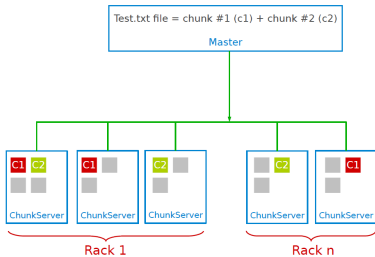 Test.txt file = chunk #1 (c1) + chunk #2 (c2)
Master
C1 C2 C1 C2 C2 C1
ChunkServer ChunkServer ChunkServer ChunkServer ChunkServer
Rack 1 Rack n